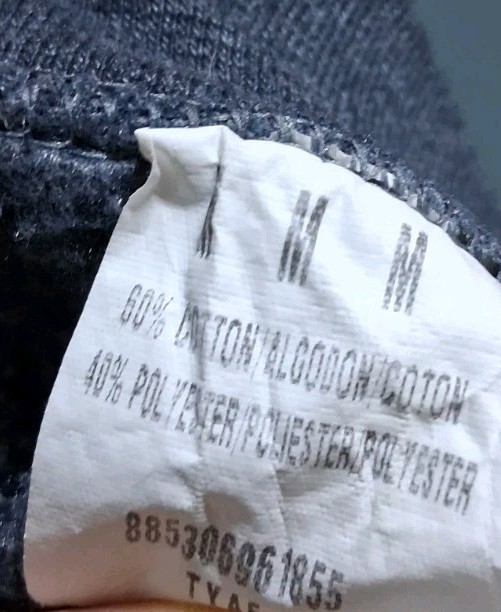 M M M
60% COTTON/ALGODON/COTON
40% POLYESTER/POLIESTER/POLYESTER
885306961855